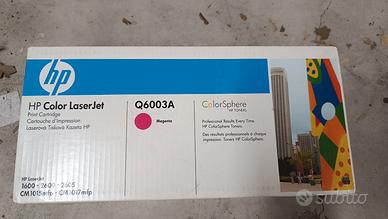 hp
HP Color LaserJet
Print Cartridge
Cartouche d'impression
Laserova Tiskova Kazeta HP
Q6003A
Magenta
ColorSphere
HP TONERS
Professional Results. Every Time.
HP ColorSphere Toners.
Des résultats professionnels à chaque
impression. Toners HP ColorSphere.
HP LaserJet
1600 • 2600 • 2605
CM1015mfp • CM1017mfp
subito